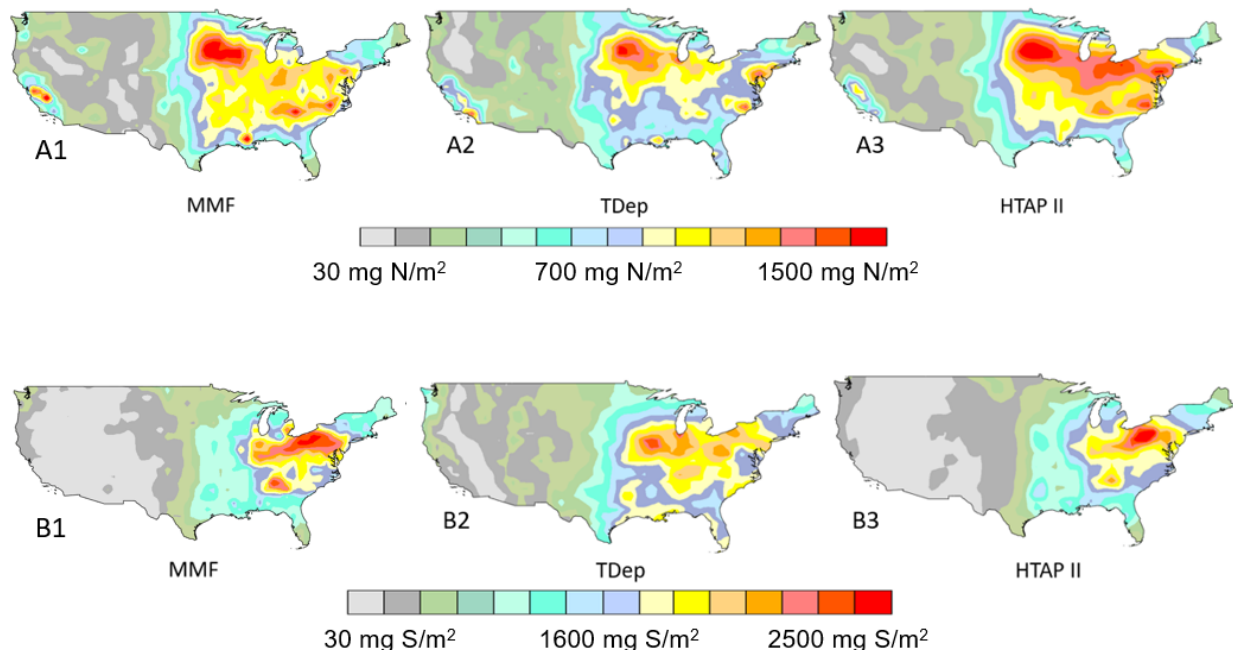 A1 A2 A3
MMF TDep HTAP II
30 mg N/m² 700 mg N/m² 1500 mg N/m²
B1 B2 B3
MMF TDep HTAP II
30 mg S/m² 1600 mg S/m² 2500 mg S/m²